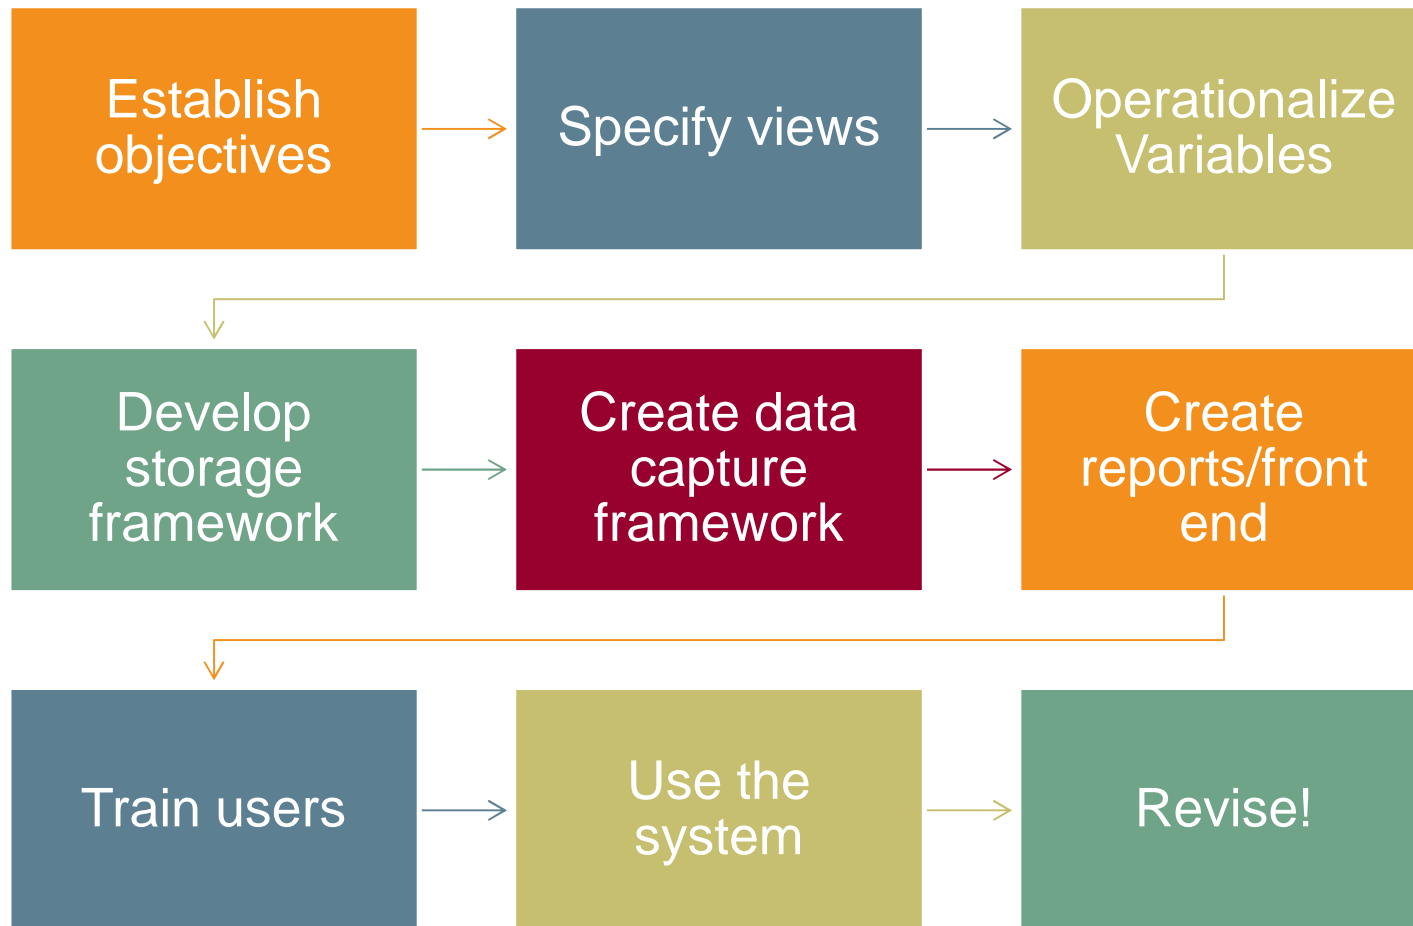 Establish
objectives
Specify views
Operationalize
Variables
Develop
storage
framework
Create data
capture
framework
Create
reports/front
end
Train users
Use the
system
Revise!